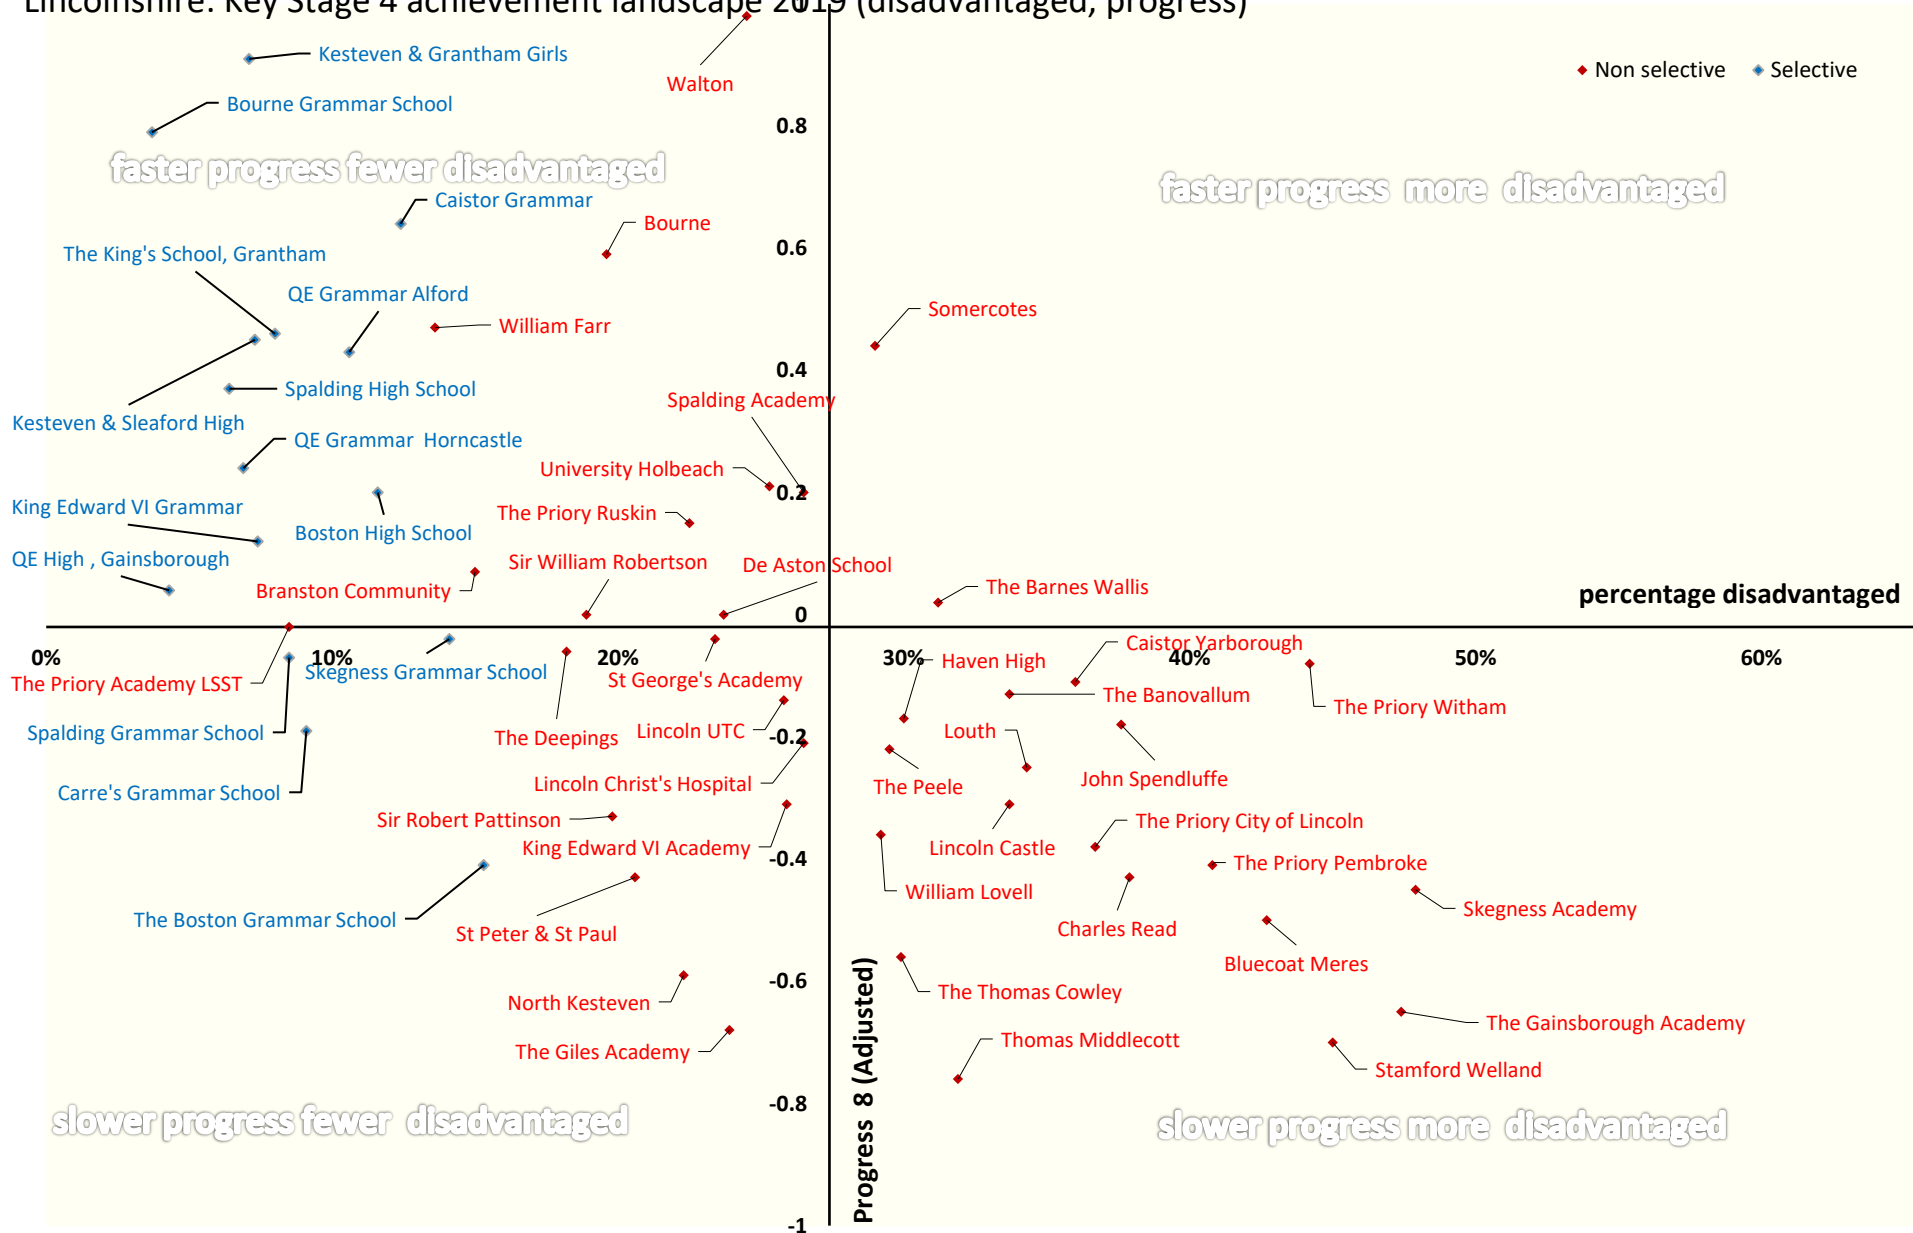 Lincolnshire: Key Stage 4 achievement landscape 2019 (disadvantaged, progress)
1
Kesteven & Grantham Girls
Walton
Non selective
Selective
Bourne Grammar School
0.8
faster progress fewer disadvantaged
faster progress more disadvantaged
Caistor Grammar
Bourne
0.6
The King's School, Grantham
QE Grammar Alford
Somercotes
William Farr
0.4
Spalding High School
Spalding Academy
Kesteven & Sleaford High
QE Grammar Horncastle
University Holbeach
0.2
King Edward VI Grammar
The Priory Ruskin
Boston High School
QE High , Gainsborough
Sir William Robertson
De Aston School
Branston Community
The Barnes Wallis
percentage disadvantaged
0
Caistor Yarborough
0%
10%
20%
30%
40%
50%
60%
Haven High
Skegness Grammar School
St George's Academy
The Priory Academy LSST
The Banovallum
The Priory Witham
Spalding Grammar School
The Deepings
Lincoln UTC
-0.2
Louth
John Spendluffe
Lincoln Christ's Hospital
The Peele
Carre's Grammar School
Sir Robert Pattinson
The Priory City of Lincoln
King Edward VI Academy
Lincoln Castle
-0.4
The Priory Pembroke
William Lovell
Skegness Academy
The Boston Grammar School
St Peter & St Paul
Charles Read
Bluecoat Meres
-0.6
North Kesteven
The Thomas Cowley
The Gainsborough Academy
The Giles Academy
Thomas Middlecott
Stamford Welland
Progress 8 (Adjusted)
-0.8
slower progress fewer disadvantaged
slower progress more disadvantaged
-1